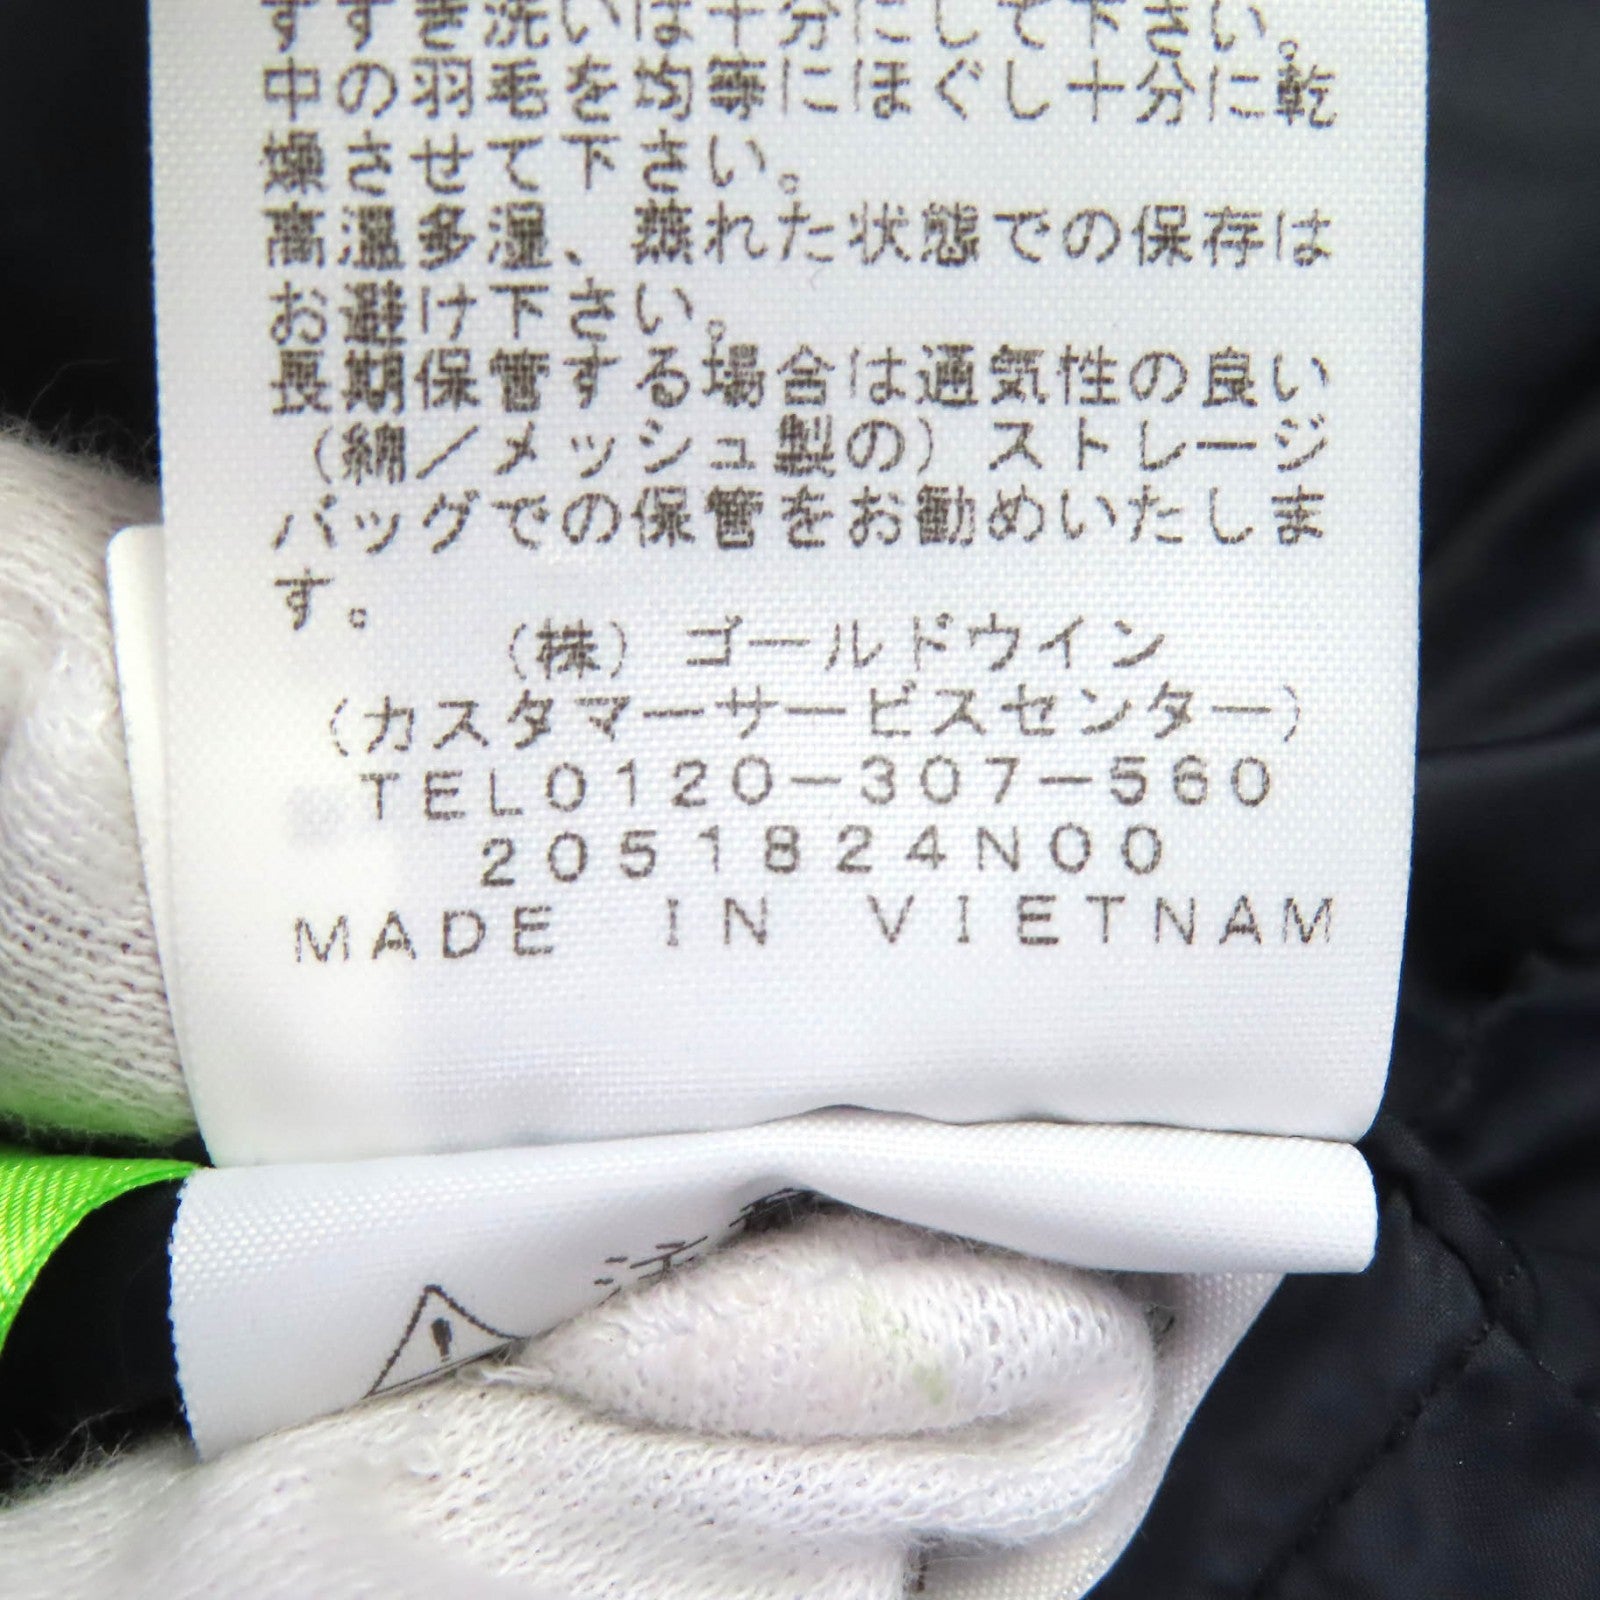 すすぎ洗いは十分にして下さい。
中の羽毛を均等にほぐし十分に乾
燥させて下さい。
高温多湿、蒸れた状態での保存は
お避け下さい。
長期保管する場合は通気性の良い
(綿／メッシュ製の)ストレージ
バッグでの保管をお勧めいたしま
す。
(株)ゴールドウイン
(カスタマーサービスセンター)
TEL0120-307-560
2051824N00
MADE IN VIETNAM